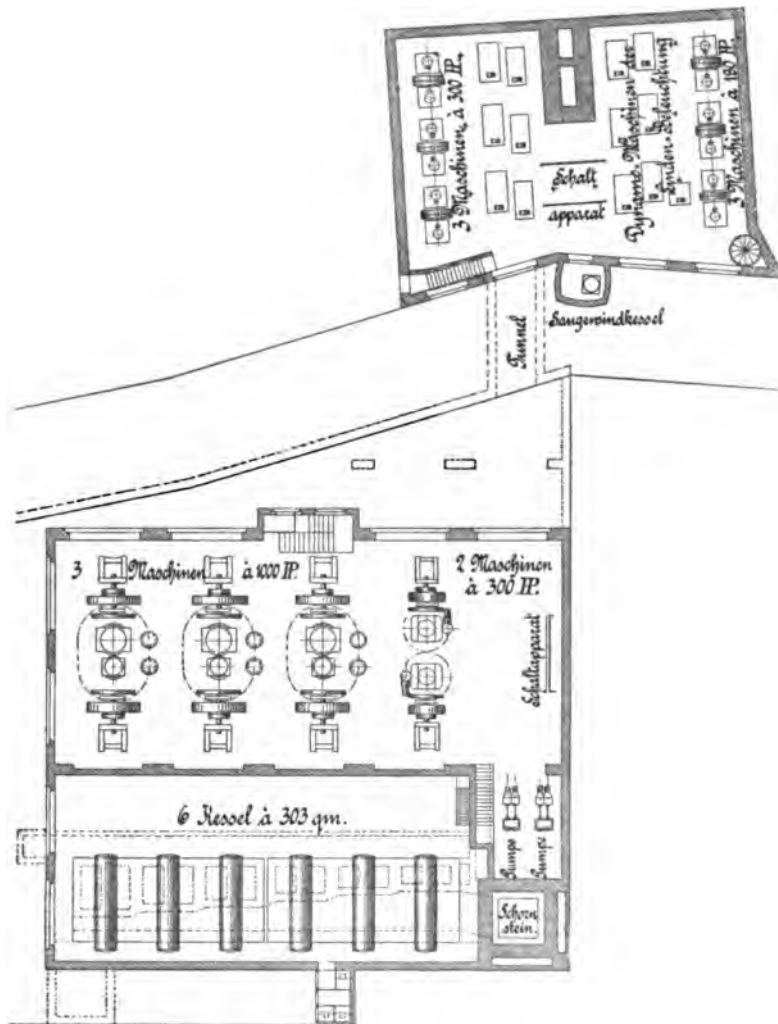 3 Maschinen à 300 IP.
Dynamo-Maschinen der
Linden-Beleuchtung
3 Maschinen à 180 IP.
Schalt
apparat
Tunnel
Saugewindkessel
3 Maschinen à 1000 IP.
2 Maschinen
à 300 IP.
Schaltapparat
6 Kessel à 303 qm.
Pumpe
Pumpe
Schorn
stein.